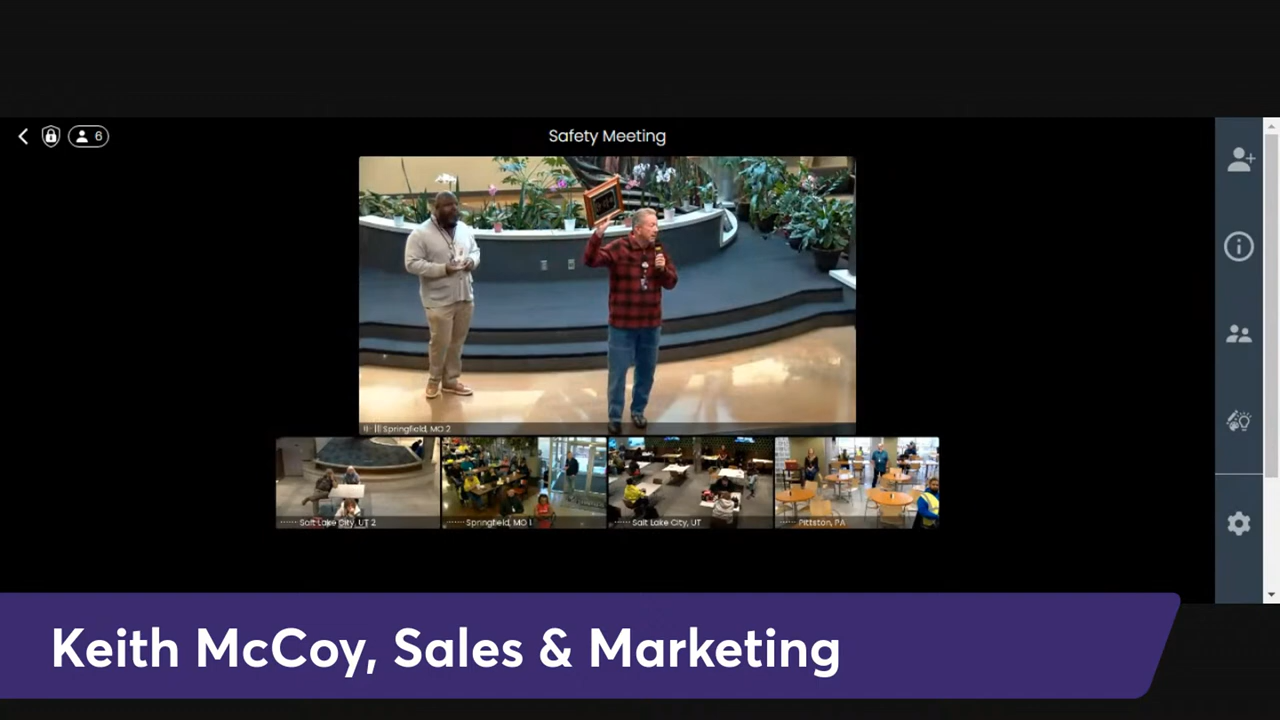 6
Safety Meeting
Springfield, MO 2
Salt Lake City, UT 2
Springfield, MO 1
Salt Lake City, UT
Pittston, PA
Keith McCoy, Sales & Marketing